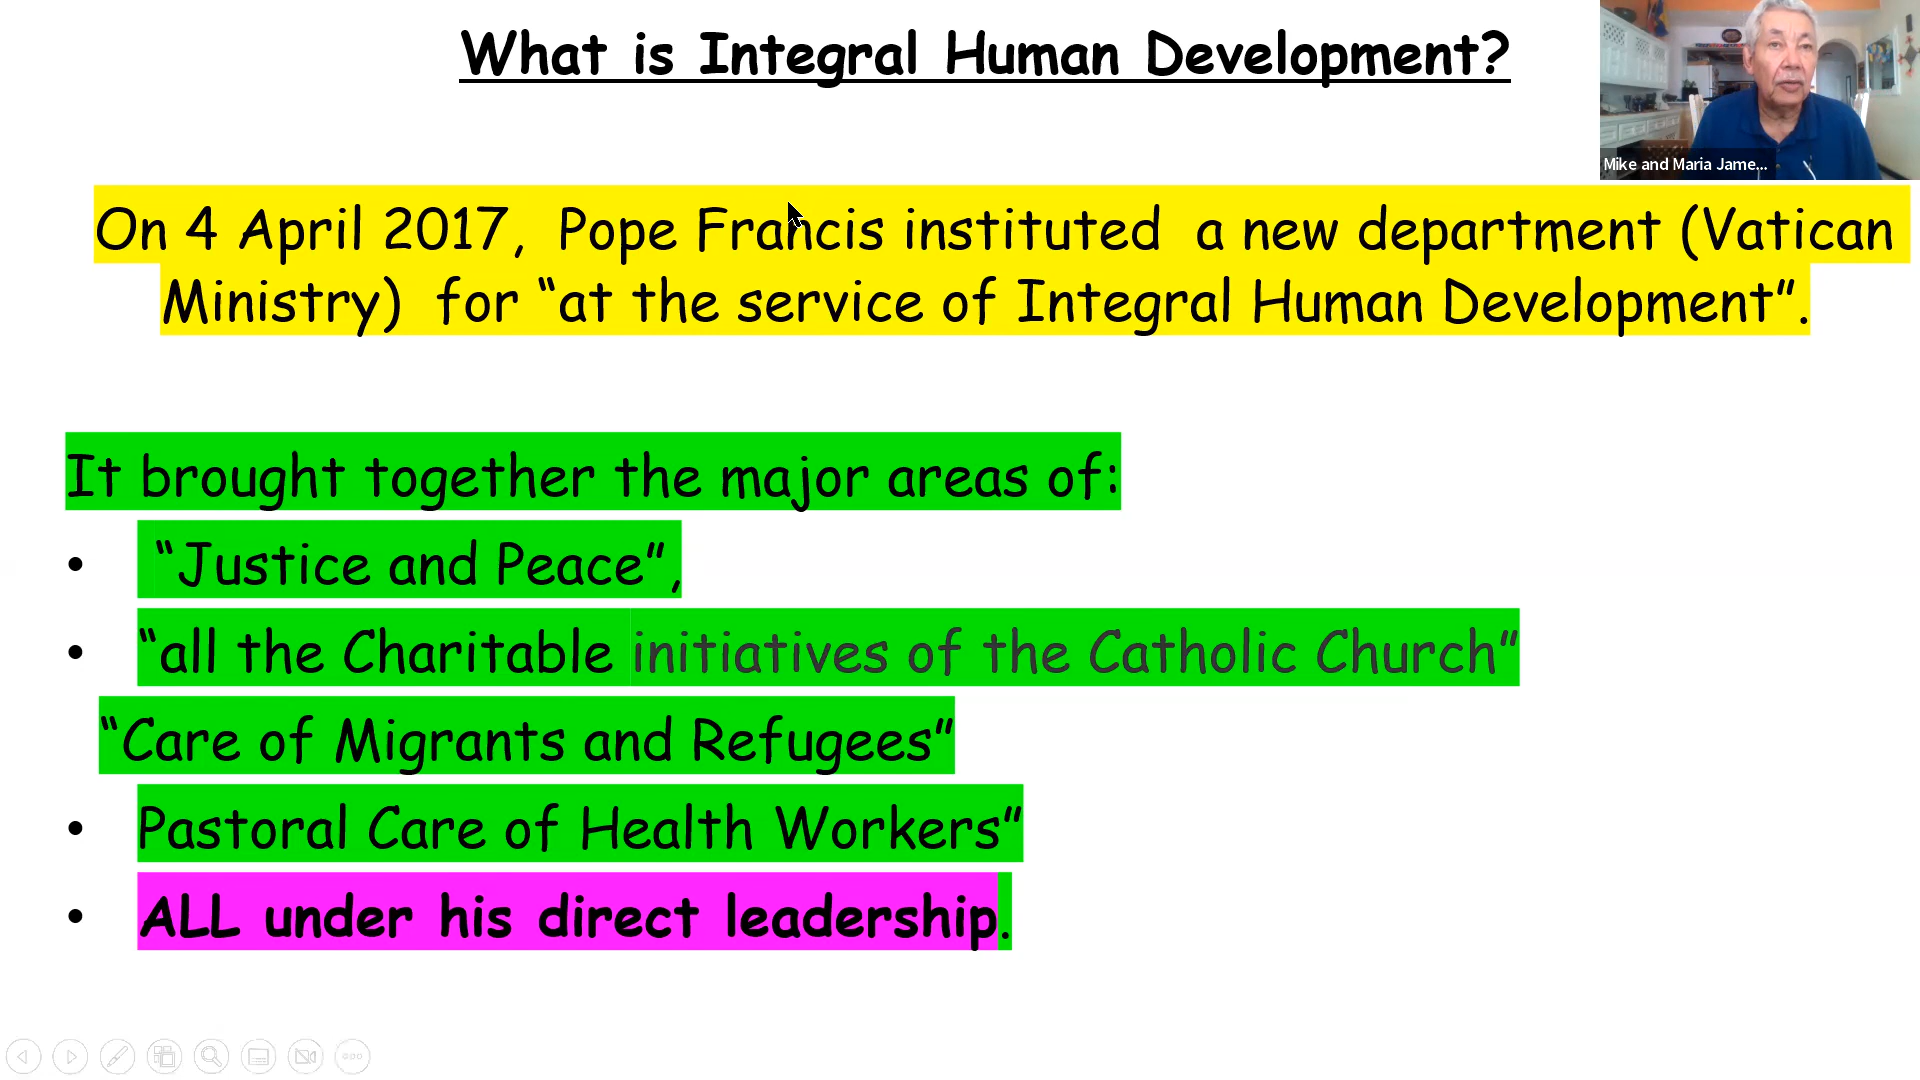 What is Integral Human Development?
Mike and Maria Jame...
On 4 April 2017, Pope Francis instituted a new department (Vatican
Ministry) for “at the service of Integral Human Development”.
It brought together the major areas of:
• “Justice and Peace”,
• “all the Charitable initiatives of the Catholic Church”
“Care of Migrants and Refugees”
• Pastoral Care of Health Workers”
• ALL under his direct leadership.